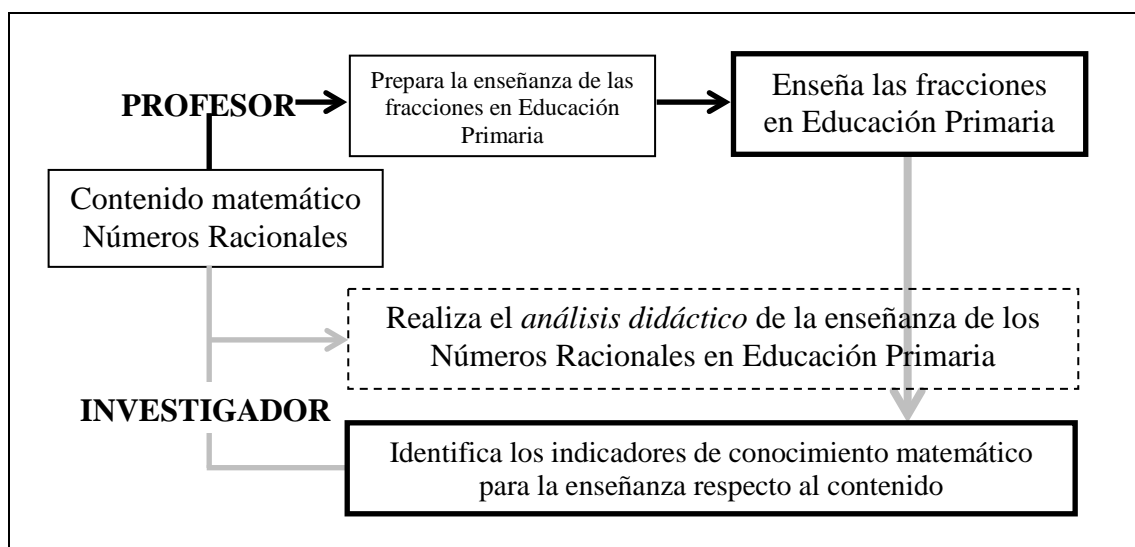 PROFESOR
Prepara la enseñanza de las
fracciones en Educación
Primaria
Enseña las fracciones
en Educación Primaria
Contenido matemático
Números Racionales
Realiza el análisis didáctico de la enseñanza de los
Números Racionales en Educación Primaria
INVESTIGADOR
Identifica los indicadores de conocimiento matemático
para la enseñanza respecto al contenido